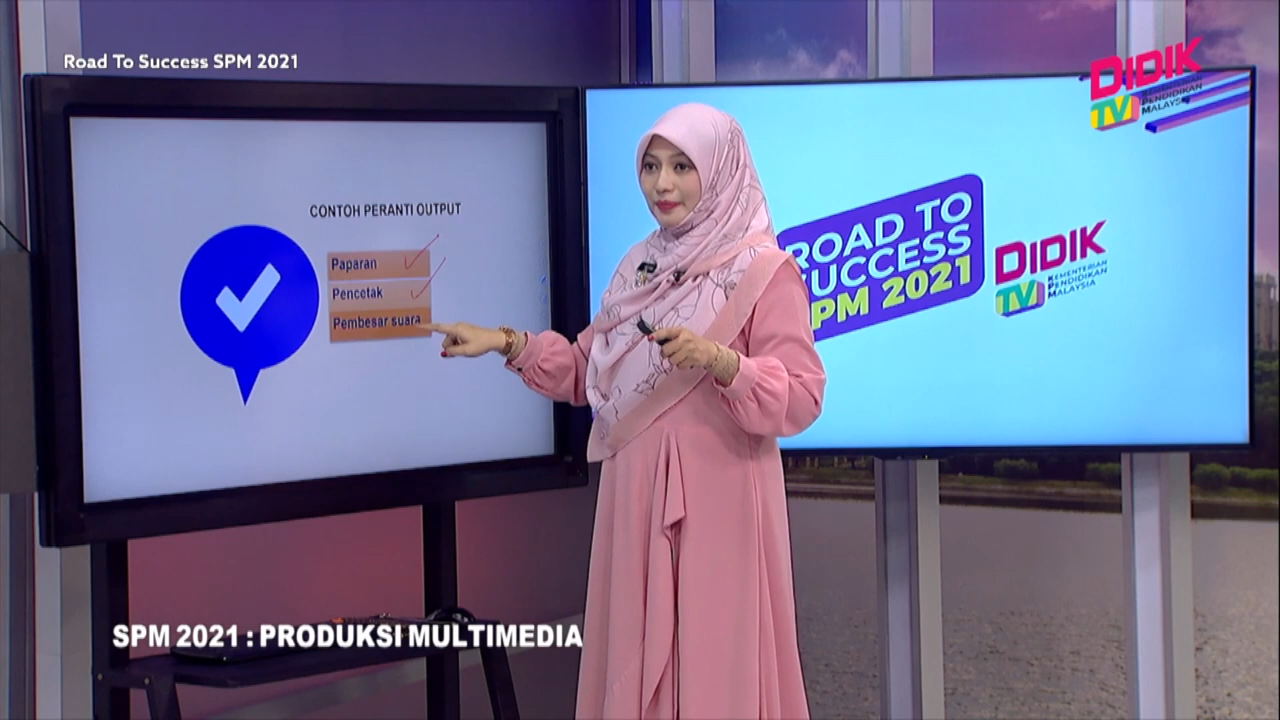 Road To Success SPM 2021
DIDIK
TV
KEMENTERIAN
PENDIDIKAN
MALAYSIA
CONTOH PERANTI OUTPUT
Paparan
Pencetak
Pembesar suara
ROAD TO
SUCCESS
SPM 2021
DIDIK
TV
KEMENTERIAN
PENDIDIKAN
MALAYSIA
SPM 2021 : PRODUKSI MULTIMEDIA